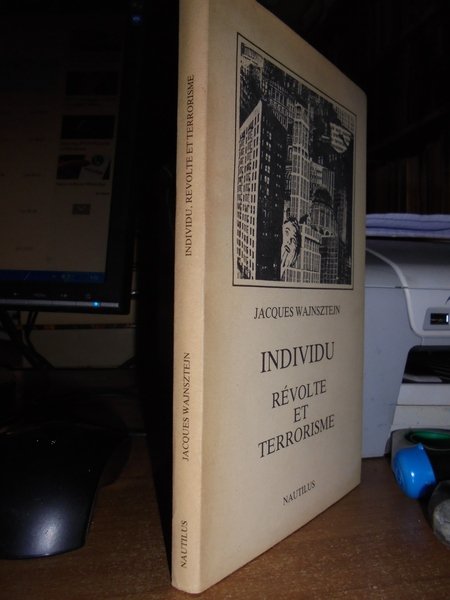 INDIVIDU, RÉVOLTE ET TERRORISME
JACQUES WAJNSZTEJN
NAUTILUS
JACQUES WAJNSZTEJN
INDIVIDU
RÉVOLTE
ET
TERRORISME
NAUTILUS